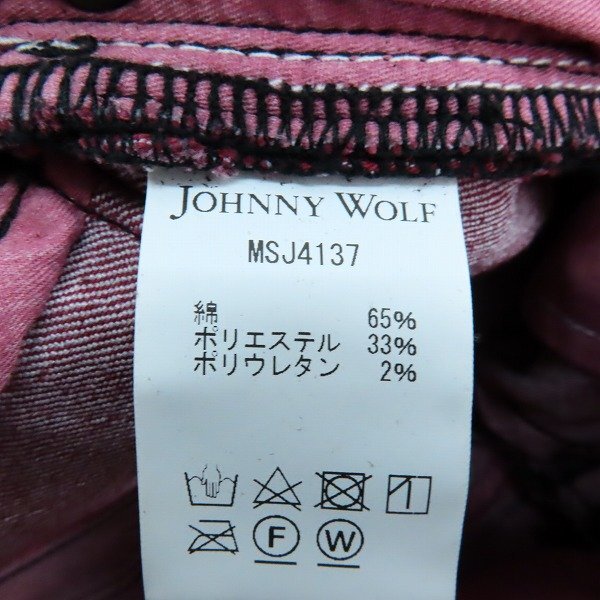 JOHNNY WOLF
MSJ4137
綿 65%
ポリエステル 33%
ポリウレタン 2%
F W